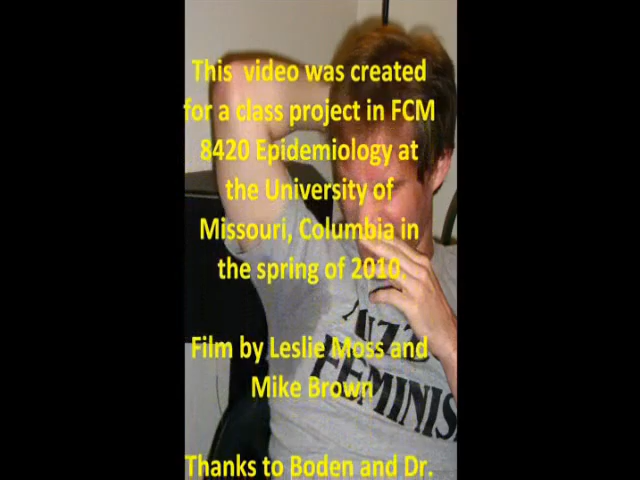 This video was created
for a class project in FCM
8420 Epidemiology at
the University of
Missouri, Columbia in
the spring of 2010.
Film by Leslie Moss and
Mike Brown
Thanks to Boden and Dr.
FEMINIS